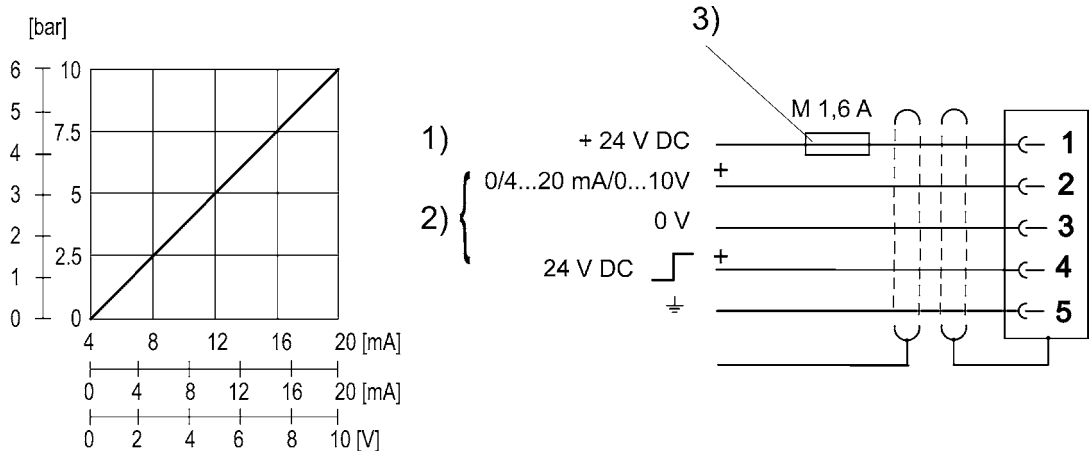 [bar]
6 10
5
7.5
4
3 5
2
2.5
1
0 0
4 8 12 16 20 [mA]
0 4 8 12 16 20 [mA]
0 2 4 6 8 10 [V]
3)
M 1,6 A
1) + 24 V DC 1
2) { 0/4...20 mA/0...10V + 2
0 V 3
24 V DC + 4
5